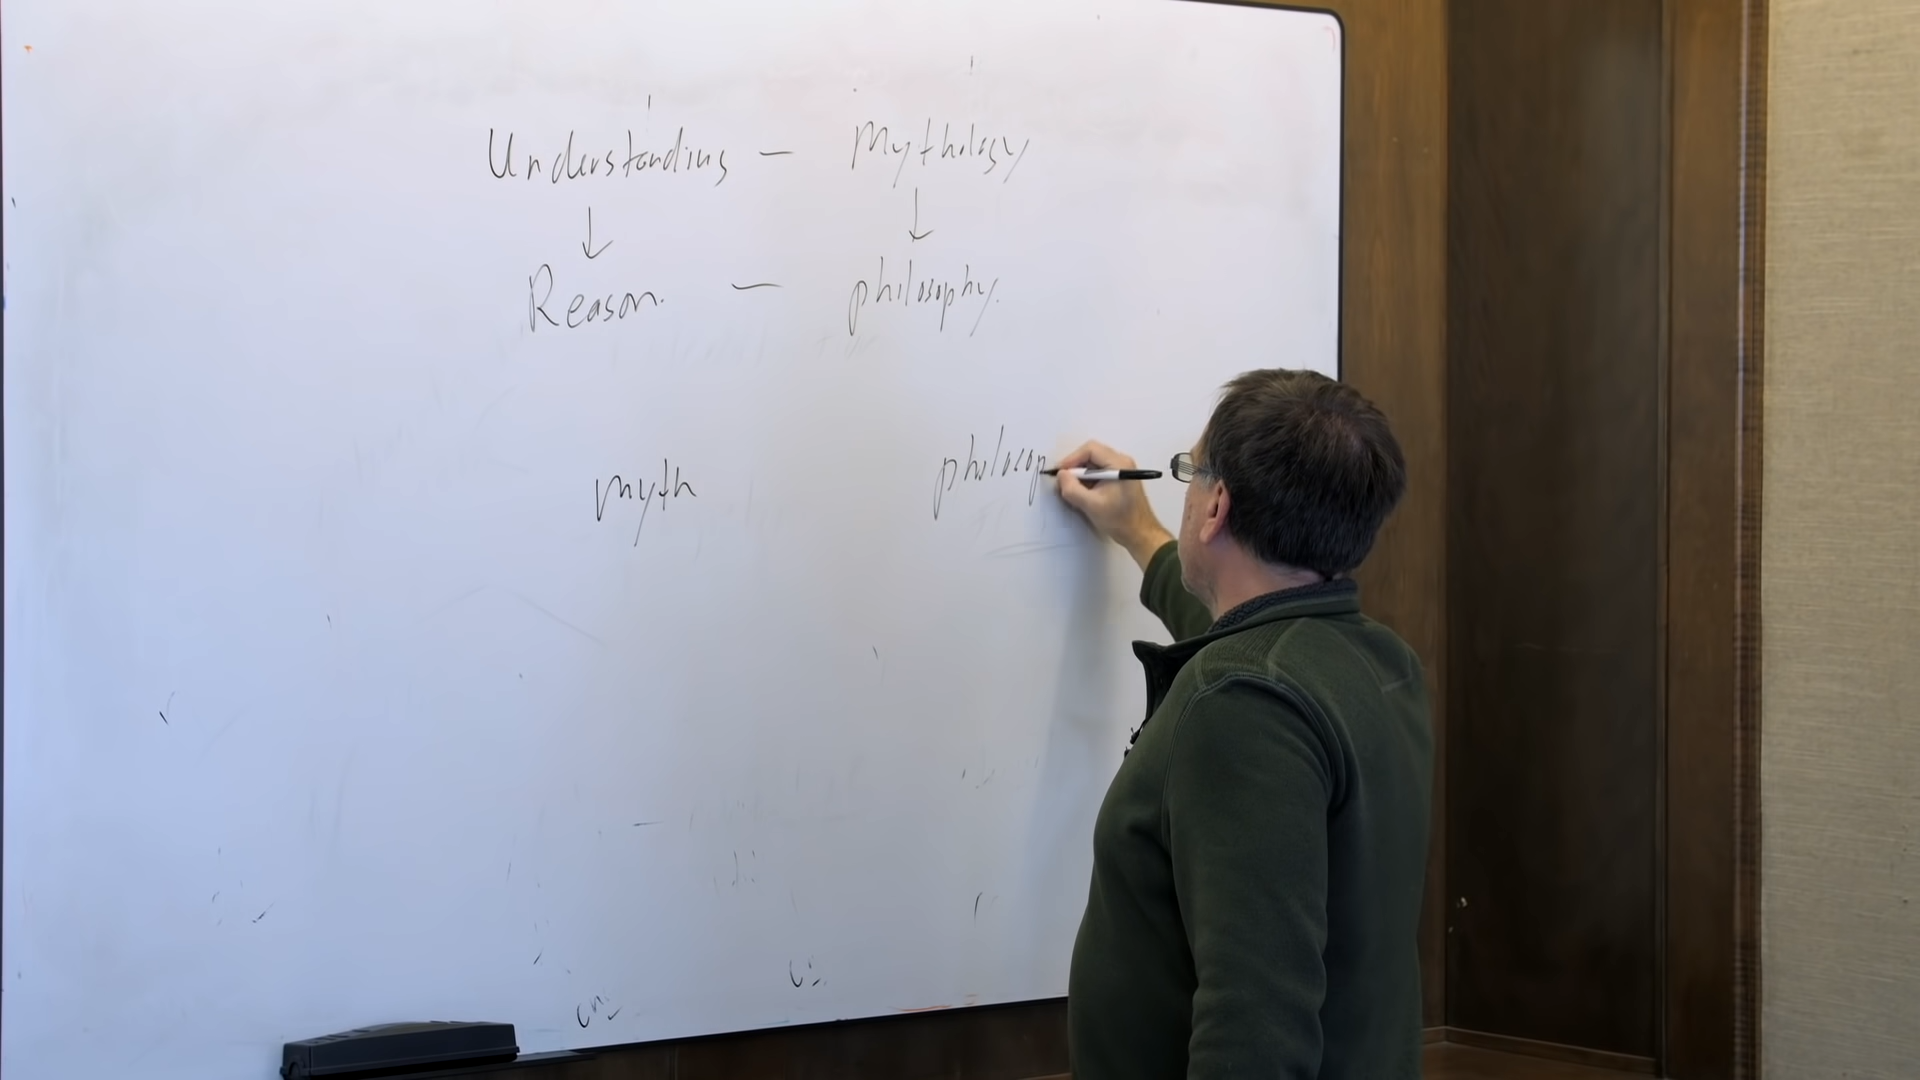 Understanding — Mythology
↓ ↓
Reason. — philosophy.
myth philosop